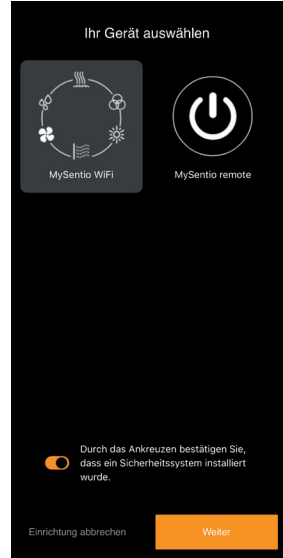 Ihr Gerät auswählen
MySentio WiFi
MySentio remote
Durch das Ankreuzen bestätigen Sie,
dass ein Sicherheitssystem installiert
wurde.
Einrichtung abbrechen
Weiter